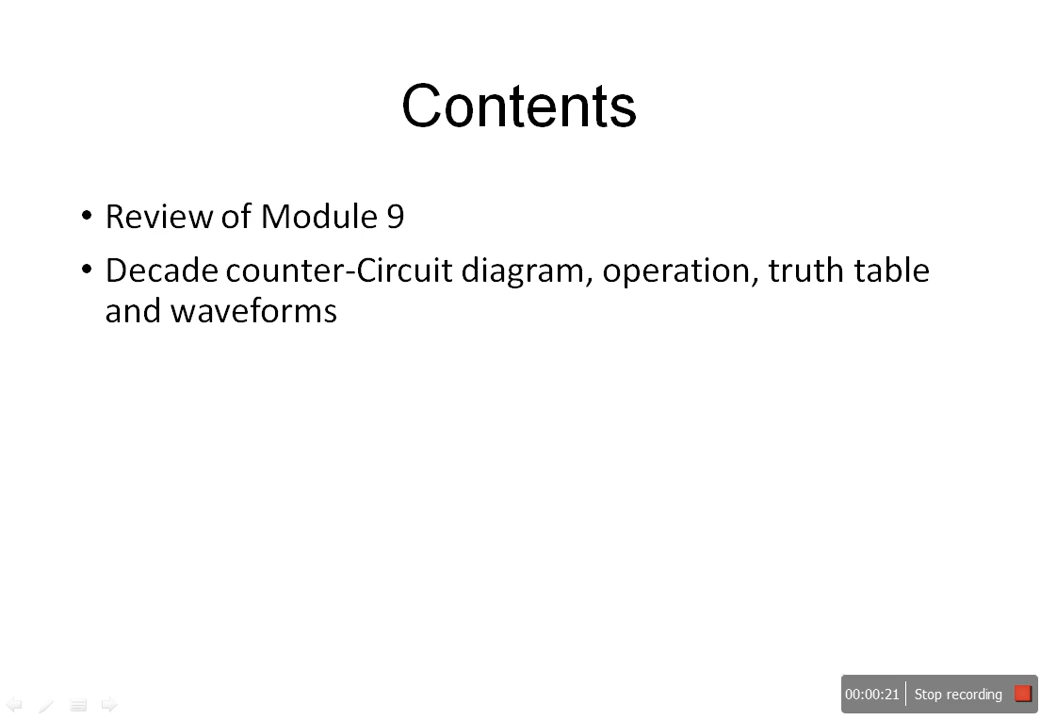 Contents
• Review of Module 9
• Decade counter-Circuit diagram, operation, truth table
and waveforms
00:00:21 Stop recording